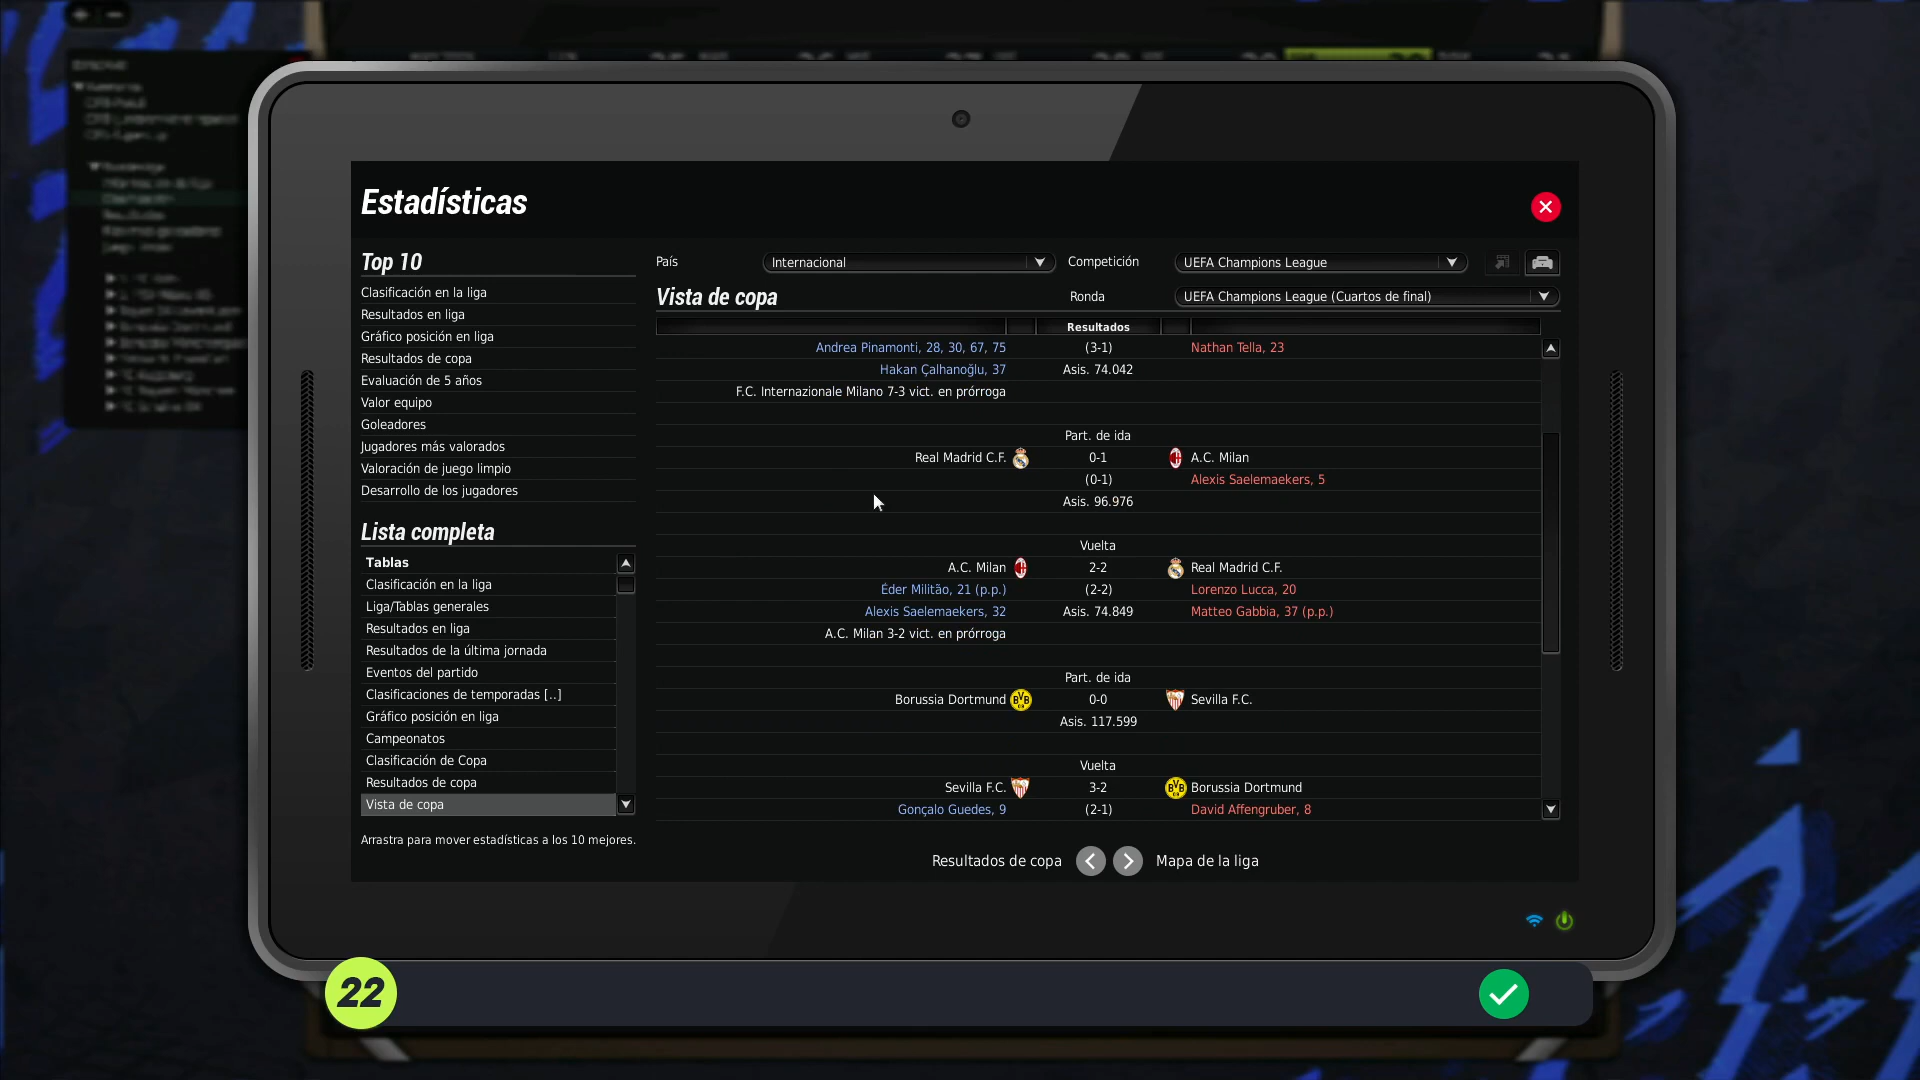 Estadísticas
Top 10
Clasificación en la liga
Resultados en liga
Gráfico posición en liga
Resultados de copa
Evaluación de 5 años
Valor equipo
Goleadores
Jugadores más valorados
Valoración de juego limpio
Desarrollo de los jugadores
Lista completa
Tablas
Clasificación en la liga
Liga/Tablas generales
Resultados en liga
Resultados de la última jornada
Eventos del partido
Clasificaciones de temporadas [..]
Gráfico posición en liga
Campeonatos
Clasificación de Copa
Resultados de copa
Vista de copa
Arrastra para mover estadísticas a los 10 mejores.
País Internacional Competición UEFA Champions League
Vista de copa Ronda UEFA Champions League (Cuartos de final)
Resultados
Andrea Pinamonti, 28, 30, 67, 75 (3-1) Nathan Tella, 23
Hakan Çalhanoğlu, 37 Asis. 74.042
F.C. Internazionale Milano 7-3 vict. en prórroga
Part. de ida
Real Madrid C.F. 0-1 A.C. Milan
(0-1) Alexis Saelemaekers, 5
Asis. 96.976
Vuelta
A.C. Milan 2-2 Real Madrid C.F.
Éder Militão, 21 (p.p.) (2-2) Lorenzo Lucca, 20
Alexis Saelemaekers, 32 Asis. 74.849 Matteo Gabbia, 37 (p.p.)
A.C. Milan 3-2 vict. en prórroga
Part. de ida
Borussia Dortmund 0-0 Sevilla F.C.
Asis. 117.599
Vuelta
Sevilla F.C. 3-2 Borussia Dortmund
Gonçalo Guedes, 9 (2-1) David Affengruber, 8
Resultados de copa Mapa de la liga
22